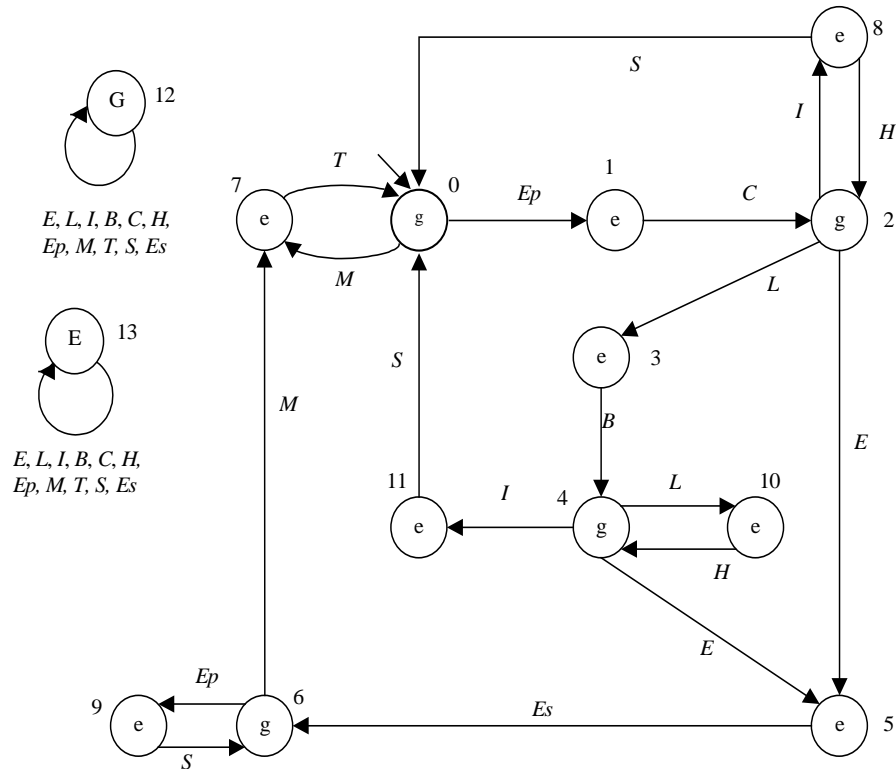 e 8
S
G 12
I
H
T
1
7
0
Ep
C
e
g
e
g 2
E, L, I, B, C, H,
Ep, M, T, S, Es
M
L
E 13
e 3
S
M
B
E
E, L, I, B, C, H,
Ep, M, T, S, Es
11
I
4
L
10
e
g
e
H
E
Ep
6
9
e
g
Es
e 5
S